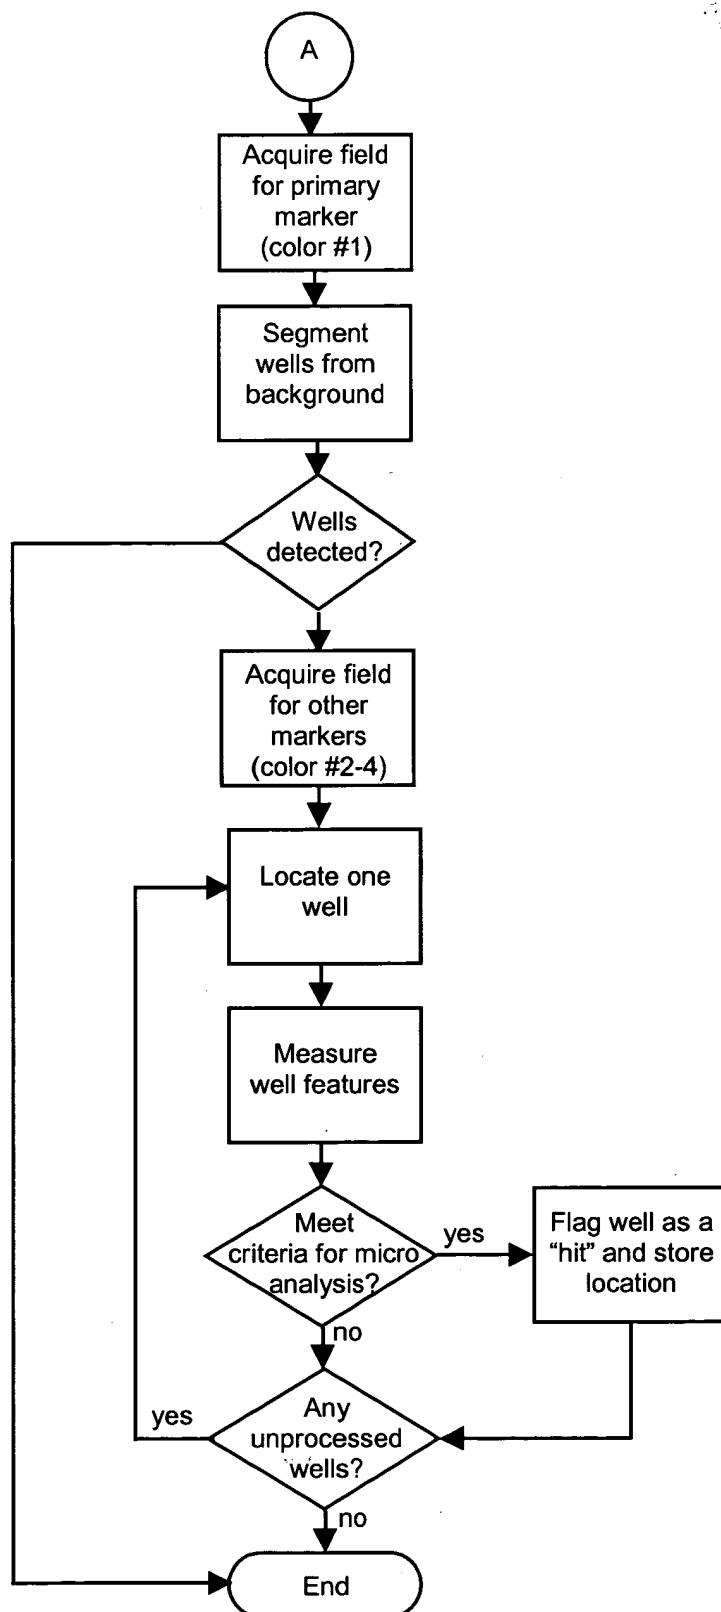 A
Acquire field
for primary
marker
(color #1)
Segment
wells from
background
Wells
detected?
Acquire field
for other
markers
(color #2-4)
Locate one
well
Measure
well features
Meet
criteria for micro
analysis?
yes
Flag well as a
“hit” and store
location
no
Any
unprocessed
wells?
yes
no
End